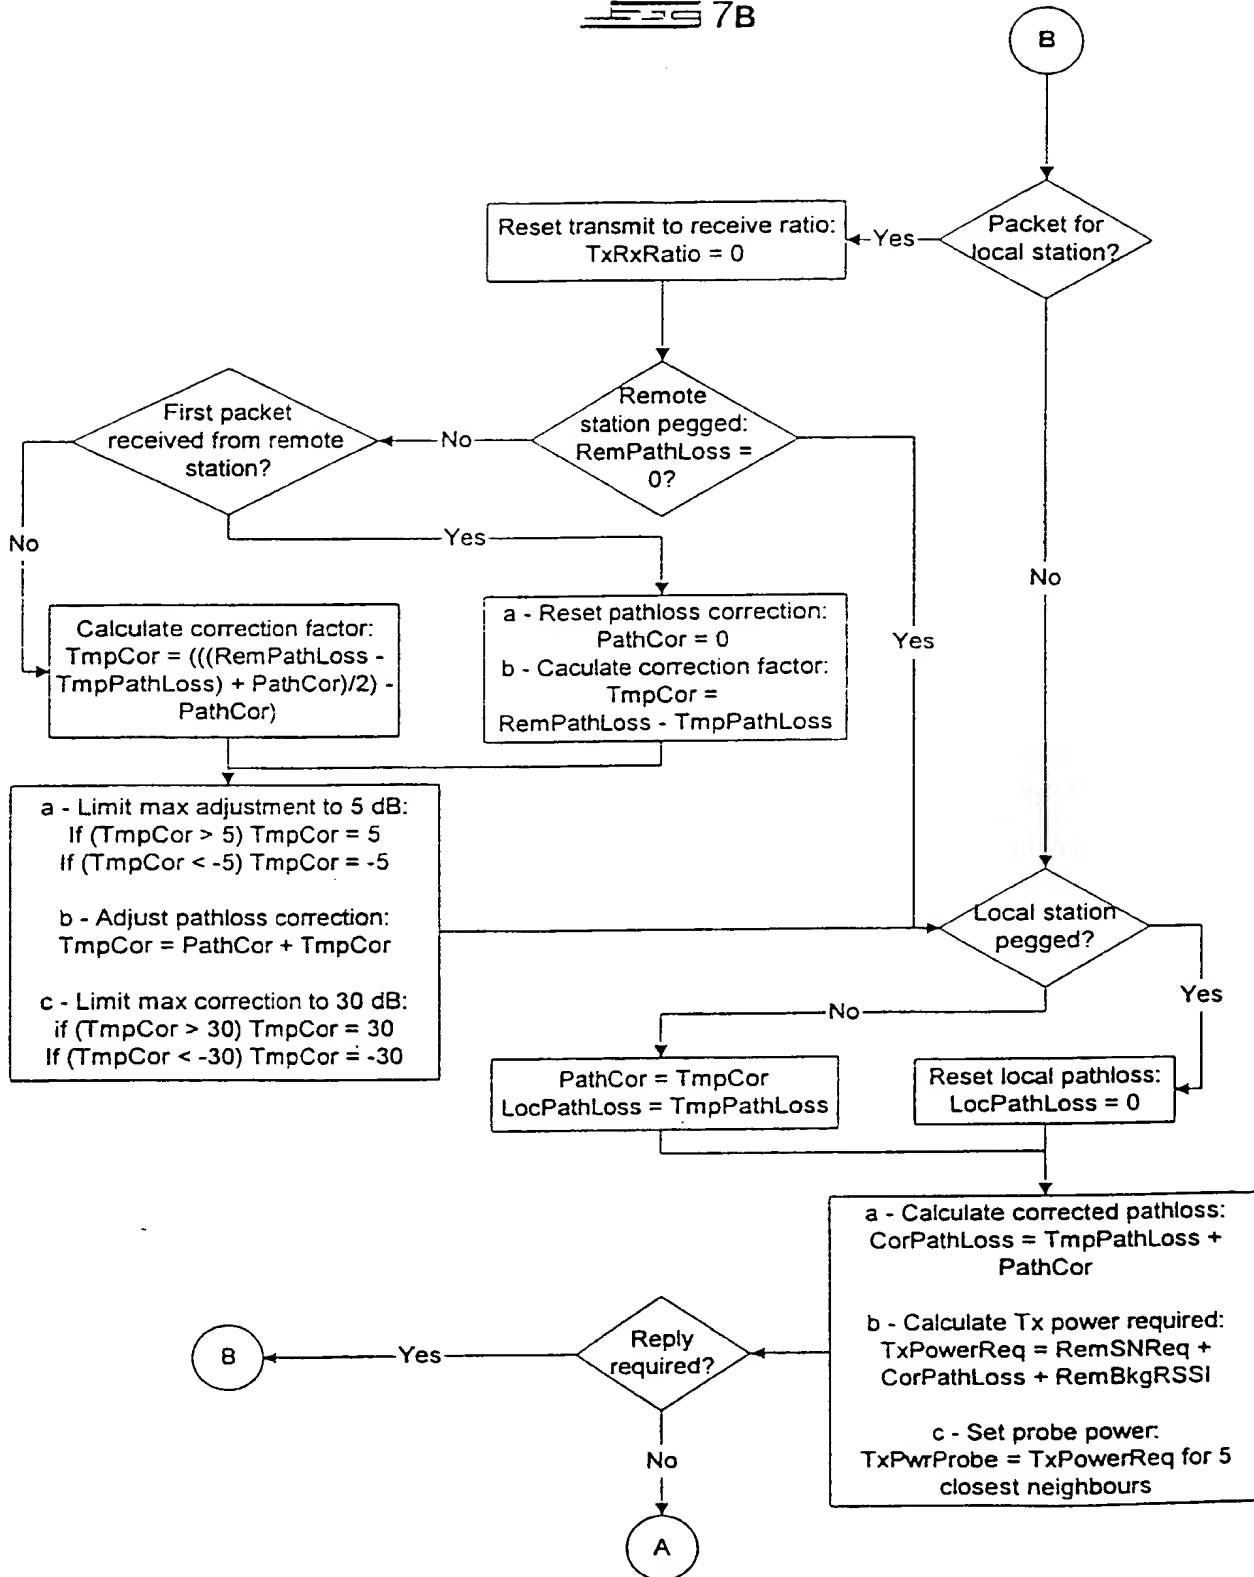 FIG 7B
B
Packet for
local station?
Yes
Reset transmit to receive ratio:
TxRxRatio = 0
Remote
station pegged:
RemPathLoss =
0?
No
First packet
received from remote
station?
No
Yes
Yes
No
Calculate correction factor:
TmpCor = (((RemPathLoss -
TmpPathLoss) + PathCor)/2) -
PathCor)
a - Reset pathloss correction:
PathCor = 0
b - Caculate correction factor:
TmpCor =
RemPathLoss - TmpPathLoss
a - Limit max adjustment to 5 dB:
If (TmpCor > 5) TmpCor = 5
If (TmpCor < -5) TmpCor = -5
b - Adjust pathloss correction:
TmpCor = PathCor + TmpCor
c - Limit max correction to 30 dB:
if (TmpCor > 30) TmpCor = 30
If (TmpCor < -30) TmpCor = -30
Local station
pegged?
No
Yes
PathCor = TmpCor
LocPathLoss = TmpPathLoss
Reset local pathloss:
LocPathLoss = 0
a - Calculate corrected pathloss:
CorPathLoss = TmpPathLoss +
PathCor
b - Calculate Tx power required:
TxPowerReq = RemSNReq +
CorPathLoss + RemBkgRSSI
c - Set probe power:
TxPwrProbe = TxPowerReq for 5
closest neighbours
Reply
required?
Yes
B
No
A